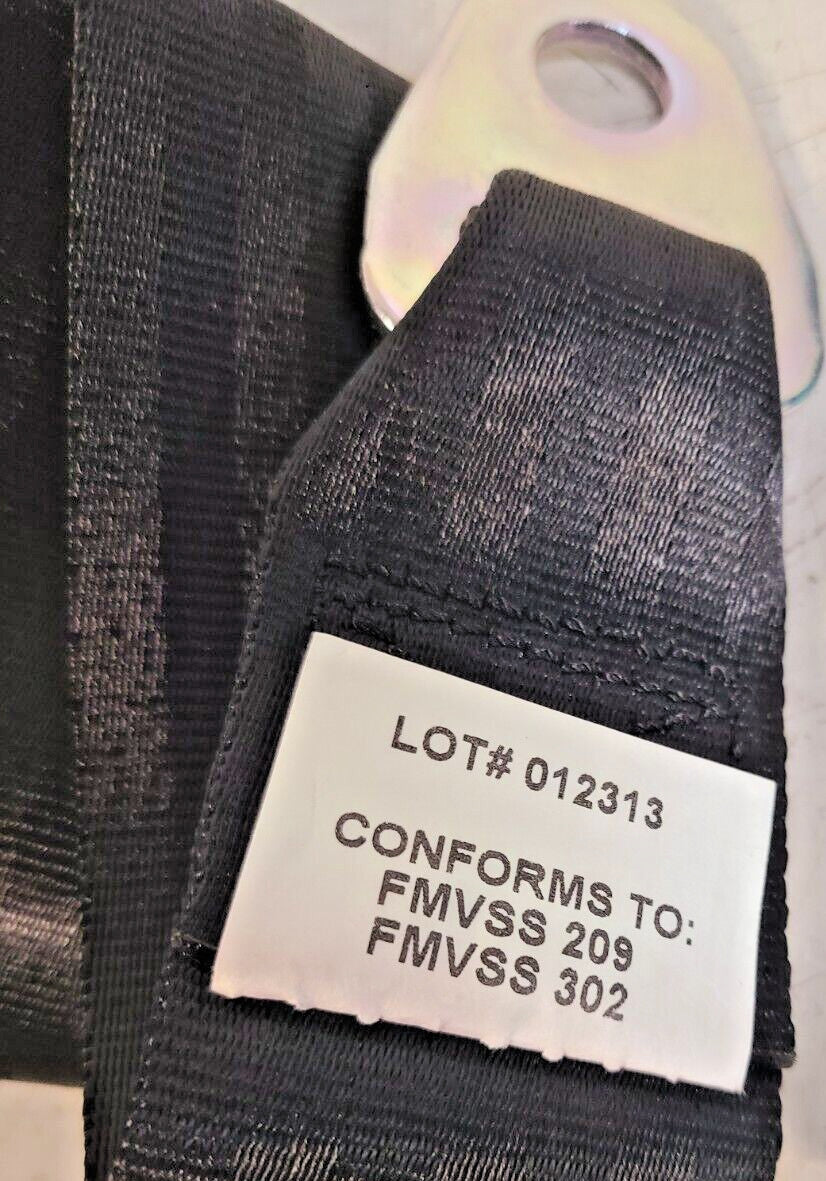 LOT# 012313
CONFORMS TO:
FMVSS 209
FMVSS 302